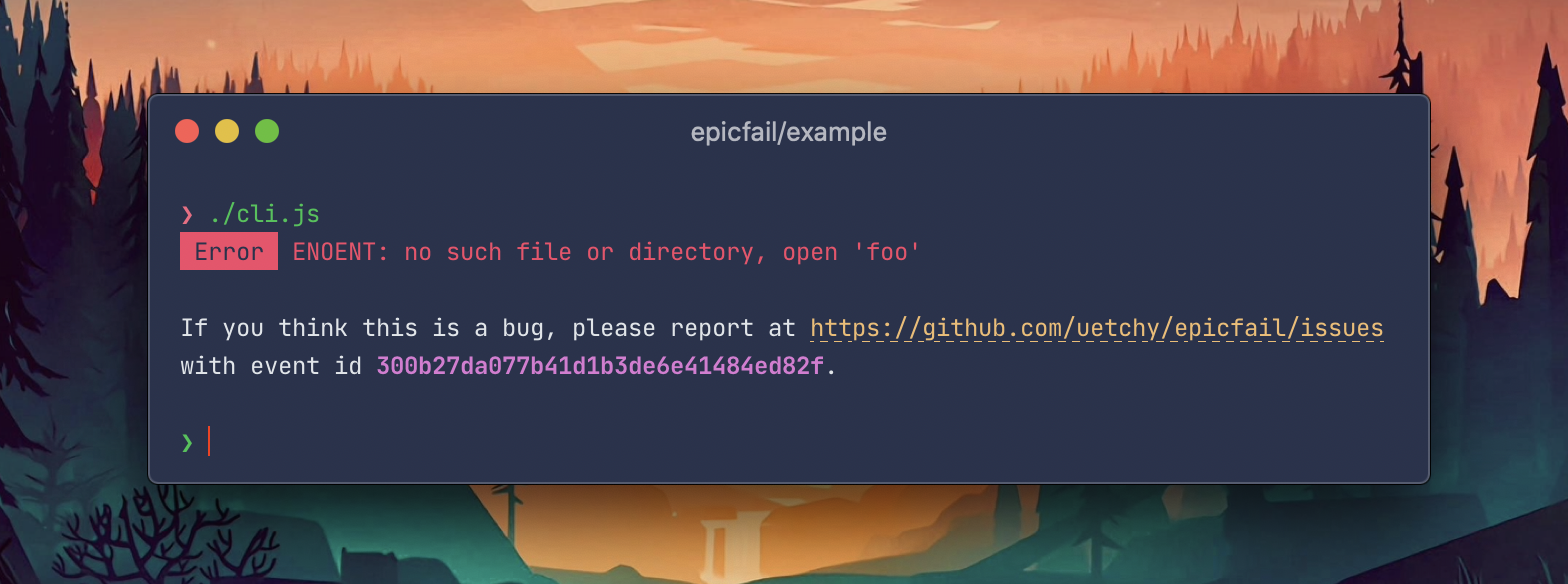 epicfail/example
❯ ./cli.js
Error ENOENT: no such file or directory, open 'foo'
If you think this is a bug, please report at https://github.com/uetchy/epicfail/issues
with event id 300b27da077b41d1b3de6e41484ed82f.
❯